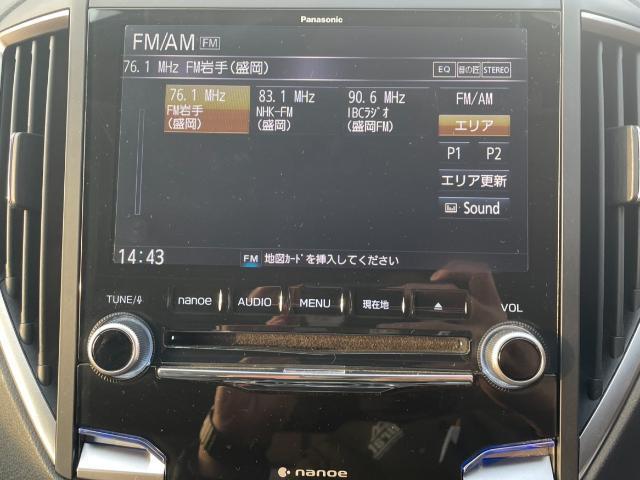 Panasonic
FM/AM FM
76.1 MHz FM岩手(盛岡) EQ 音の匠 STEREO
76.1 MHz 83.1 MHz 90.6 MHz FM/AM
FM岩手 NHK-FM IBCラジオ
(盛岡) (盛岡) (盛岡FM) エリア
P1 P2
エリア更新
Sound
14:43 FM 地図カードを挿入してください
TUNE/ nanoe AUDIO MENU 現在地 VOL
nanoe